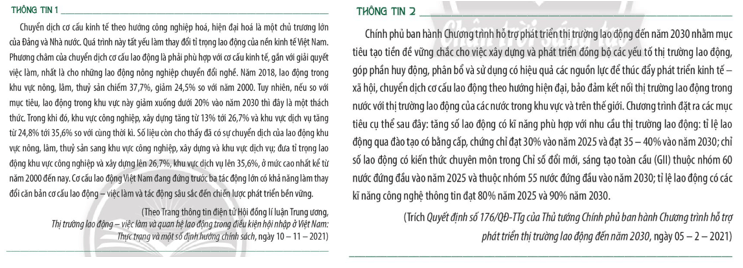 THÔNG TIN 1
Chuyển dịch cơ cấu kinh tế theo hướng công nghiệp hoá, hiện đại hoá là một chủ trương lớn
của Đảng và Nhà nước. Quá trình này tất yếu làm thay đổi tỉ trọng lao động của nền kinh tế Việt Nam.
Phương châm của chuyển dịch cơ cấu lao động là phải phù hợp với cơ cấu kinh tế, gắn với giải quyết
việc làm, nhất là cho những lao động nông nghiệp chuyển đổi nghề. Năm 2018, lao động trong
khu vực nông, lâm, thuỷ sản chiếm 37,7%, giảm 24,5% so với năm 2000. Tuy nhiên, nếu so với
mục tiêu, lao động trong khu vực này giảm xuống dưới 20% vào năm 2030 thì đây là một thách
thức. Trong khi đó, khu vực công nghiệp, xây dựng tăng từ 13% tới 26,7% và khu vực dịch vụ tăng
từ 24,8% tới 35,6% so với cùng thời kì. Số liệu còn cho thấy đã có sự chuyển dịch của lao động khu
vực nông, lâm, thuỷ sản sang khu vực công nghiệp, xây dựng và khu vực dịch vụ; đưa tỉ trọng lao
động khu vực công nghiệp và xây dựng lên 26,7%, khu vực dịch vụ lên 35,6%, ở mức cao nhất kể từ
năm 2000 đến nay. Cơ cấu lao động Việt Nam đang đứng trước ba tác động lớn có khả năng làm thay
đổi căn bản cơ cấu lao động – việc làm và tác động sâu sắc đến chiến lược phát triển bền vững.
(Theo Trang thông tin điện tử Hội đồng lí luận Trung ương,
Thị trường lao động – việc làm và quan hệ lao động trong điều kiện hội nhập ở Việt Nam:
Thực trạng và một số định hướng chính sách, ngày 10 – 11 – 2021)
THÔNG TIN 2
Chân trời sáng tạo
Chính phủ ban hành Chương trình hỗ trợ phát triển thị trường lao động đến năm 2030 nhằm mục
tiêu tạo tiền đề vững chắc cho việc xây dựng và phát triển đồng bộ các yếu tố thị trường lao động,
góp phần huy động, phân bổ và sử dụng có hiệu quả các nguồn lực để thúc đẩy phát triển kinh tế –
xã hội, chuyển dịch cơ cấu lao động theo hướng hiện đại, bảo đảm kết nối thị trường lao động trong
nước với thị trường lao động của các nước trong khu vực và trên thế giới. Chương trình đặt ra các mục
tiêu cụ thể sau đây: tăng số lao động có kĩ năng phù hợp với nhu cầu thị trường lao động: tỉ lệ lao
động qua đào tạo có bằng cấp, chứng chỉ đạt 30% vào năm 2025 và đạt 35 – 40% vào năm 2030; chỉ
số lao động có kiến thức chuyên môn trong Chỉ số đổi mới, sáng tạo toàn cầu (GII) thuộc nhóm 60
nước đứng đầu vào năm 2025 và thuộc nhóm 55 nước đứng đầu vào năm 2030; tỉ lệ lao động có các
kĩ năng công nghệ thông tin đạt 80% năm 2025 và 90% năm 2030.
(Trích Quyết định số 176/QĐ-TTg của Thủ tướng Chính phủ ban hành Chương trình hỗ trợ
phát triển thị trường lao động đến năm 2030, ngày 05 – 2 – 2021)